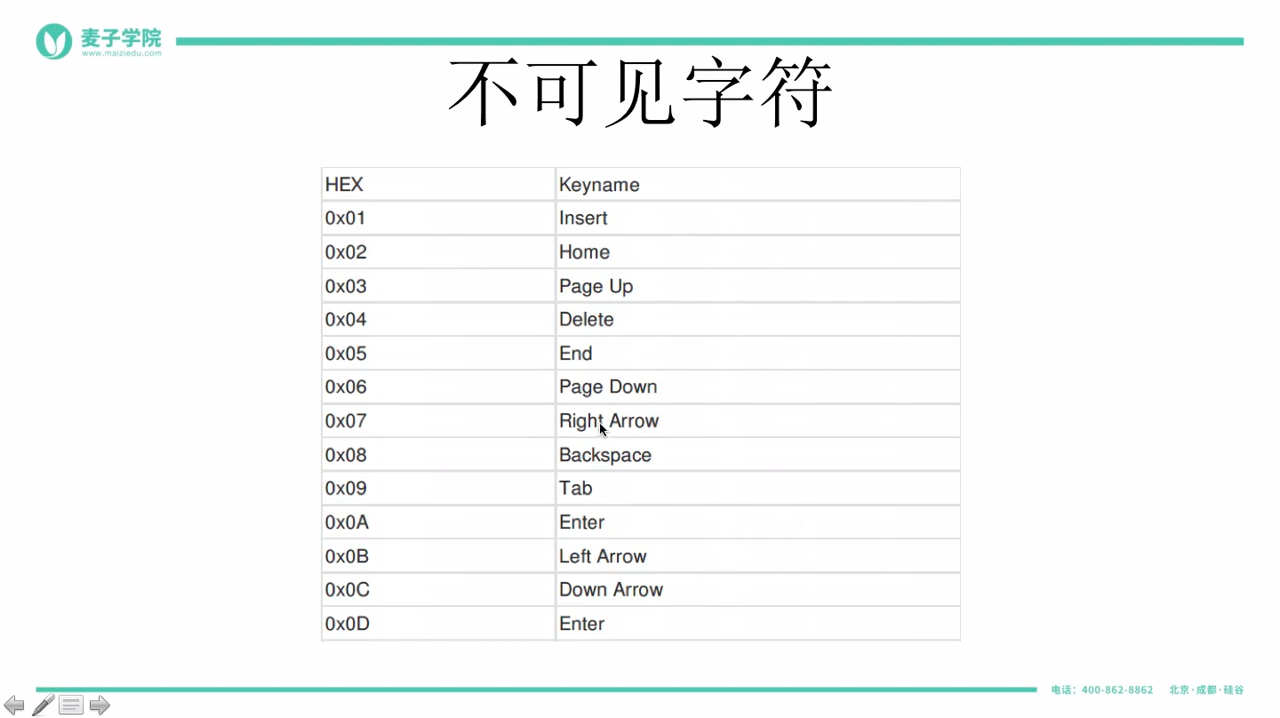 麦子学院
www.maiziedu.com
不可见字符
HEX Keyname
0x01 Insert
0x02 Home
0x03 Page Up
0x04 Delete
0x05 End
0x06 Page Down
0x07 Right Arrow
0x08 Backspace
0x09 Tab
0x0A Enter
0x0B Left Arrow
0x0C Down Arrow
0x0D Enter
电话：400-862-8862 北京·成都·硅谷